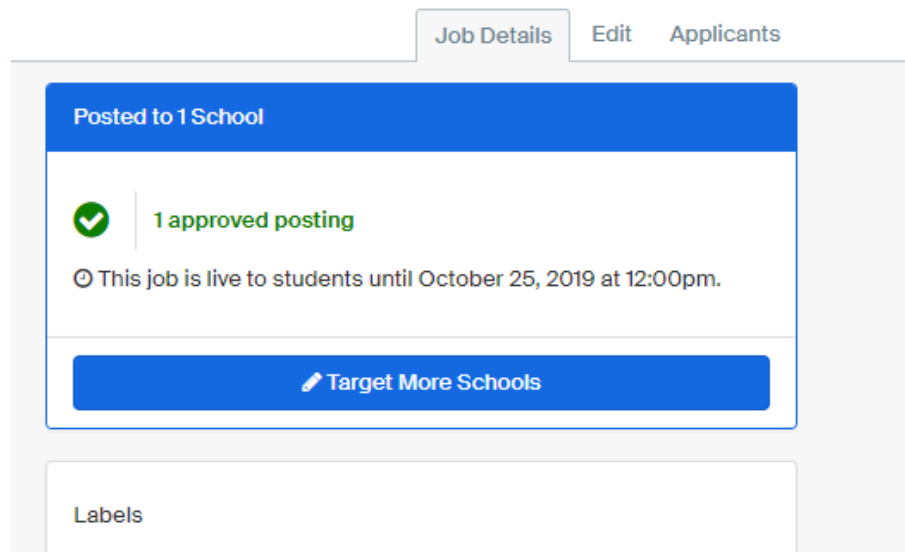 Job Details Edit Applicants
Posted to 1 School
1 approved posting
This job is live to students until October 25, 2019 at 12:00pm.
Target More Schools
Labels